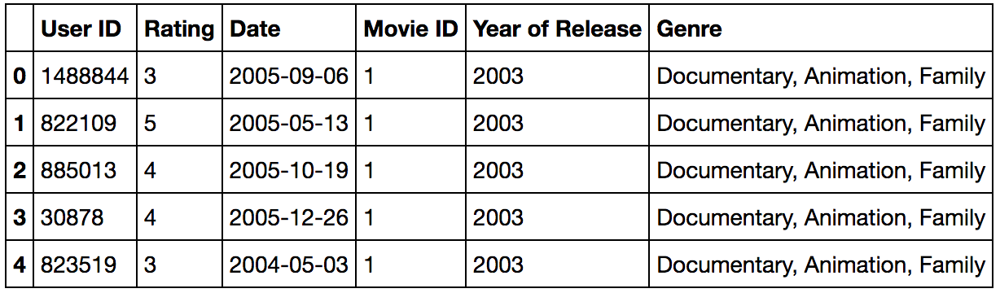 User ID Rating Date Movie ID Year of Release Genre
0 1488844 3 2005-09-06 1 2003 Documentary, Animation, Family
1 822109 5 2005-05-13 1 2003 Documentary, Animation, Family
2 885013 4 2005-10-19 1 2003 Documentary, Animation, Family
3 30878 4 2005-12-26 1 2003 Documentary, Animation, Family
4 823519 3 2004-05-03 1 2003 Documentary, Animation, Family